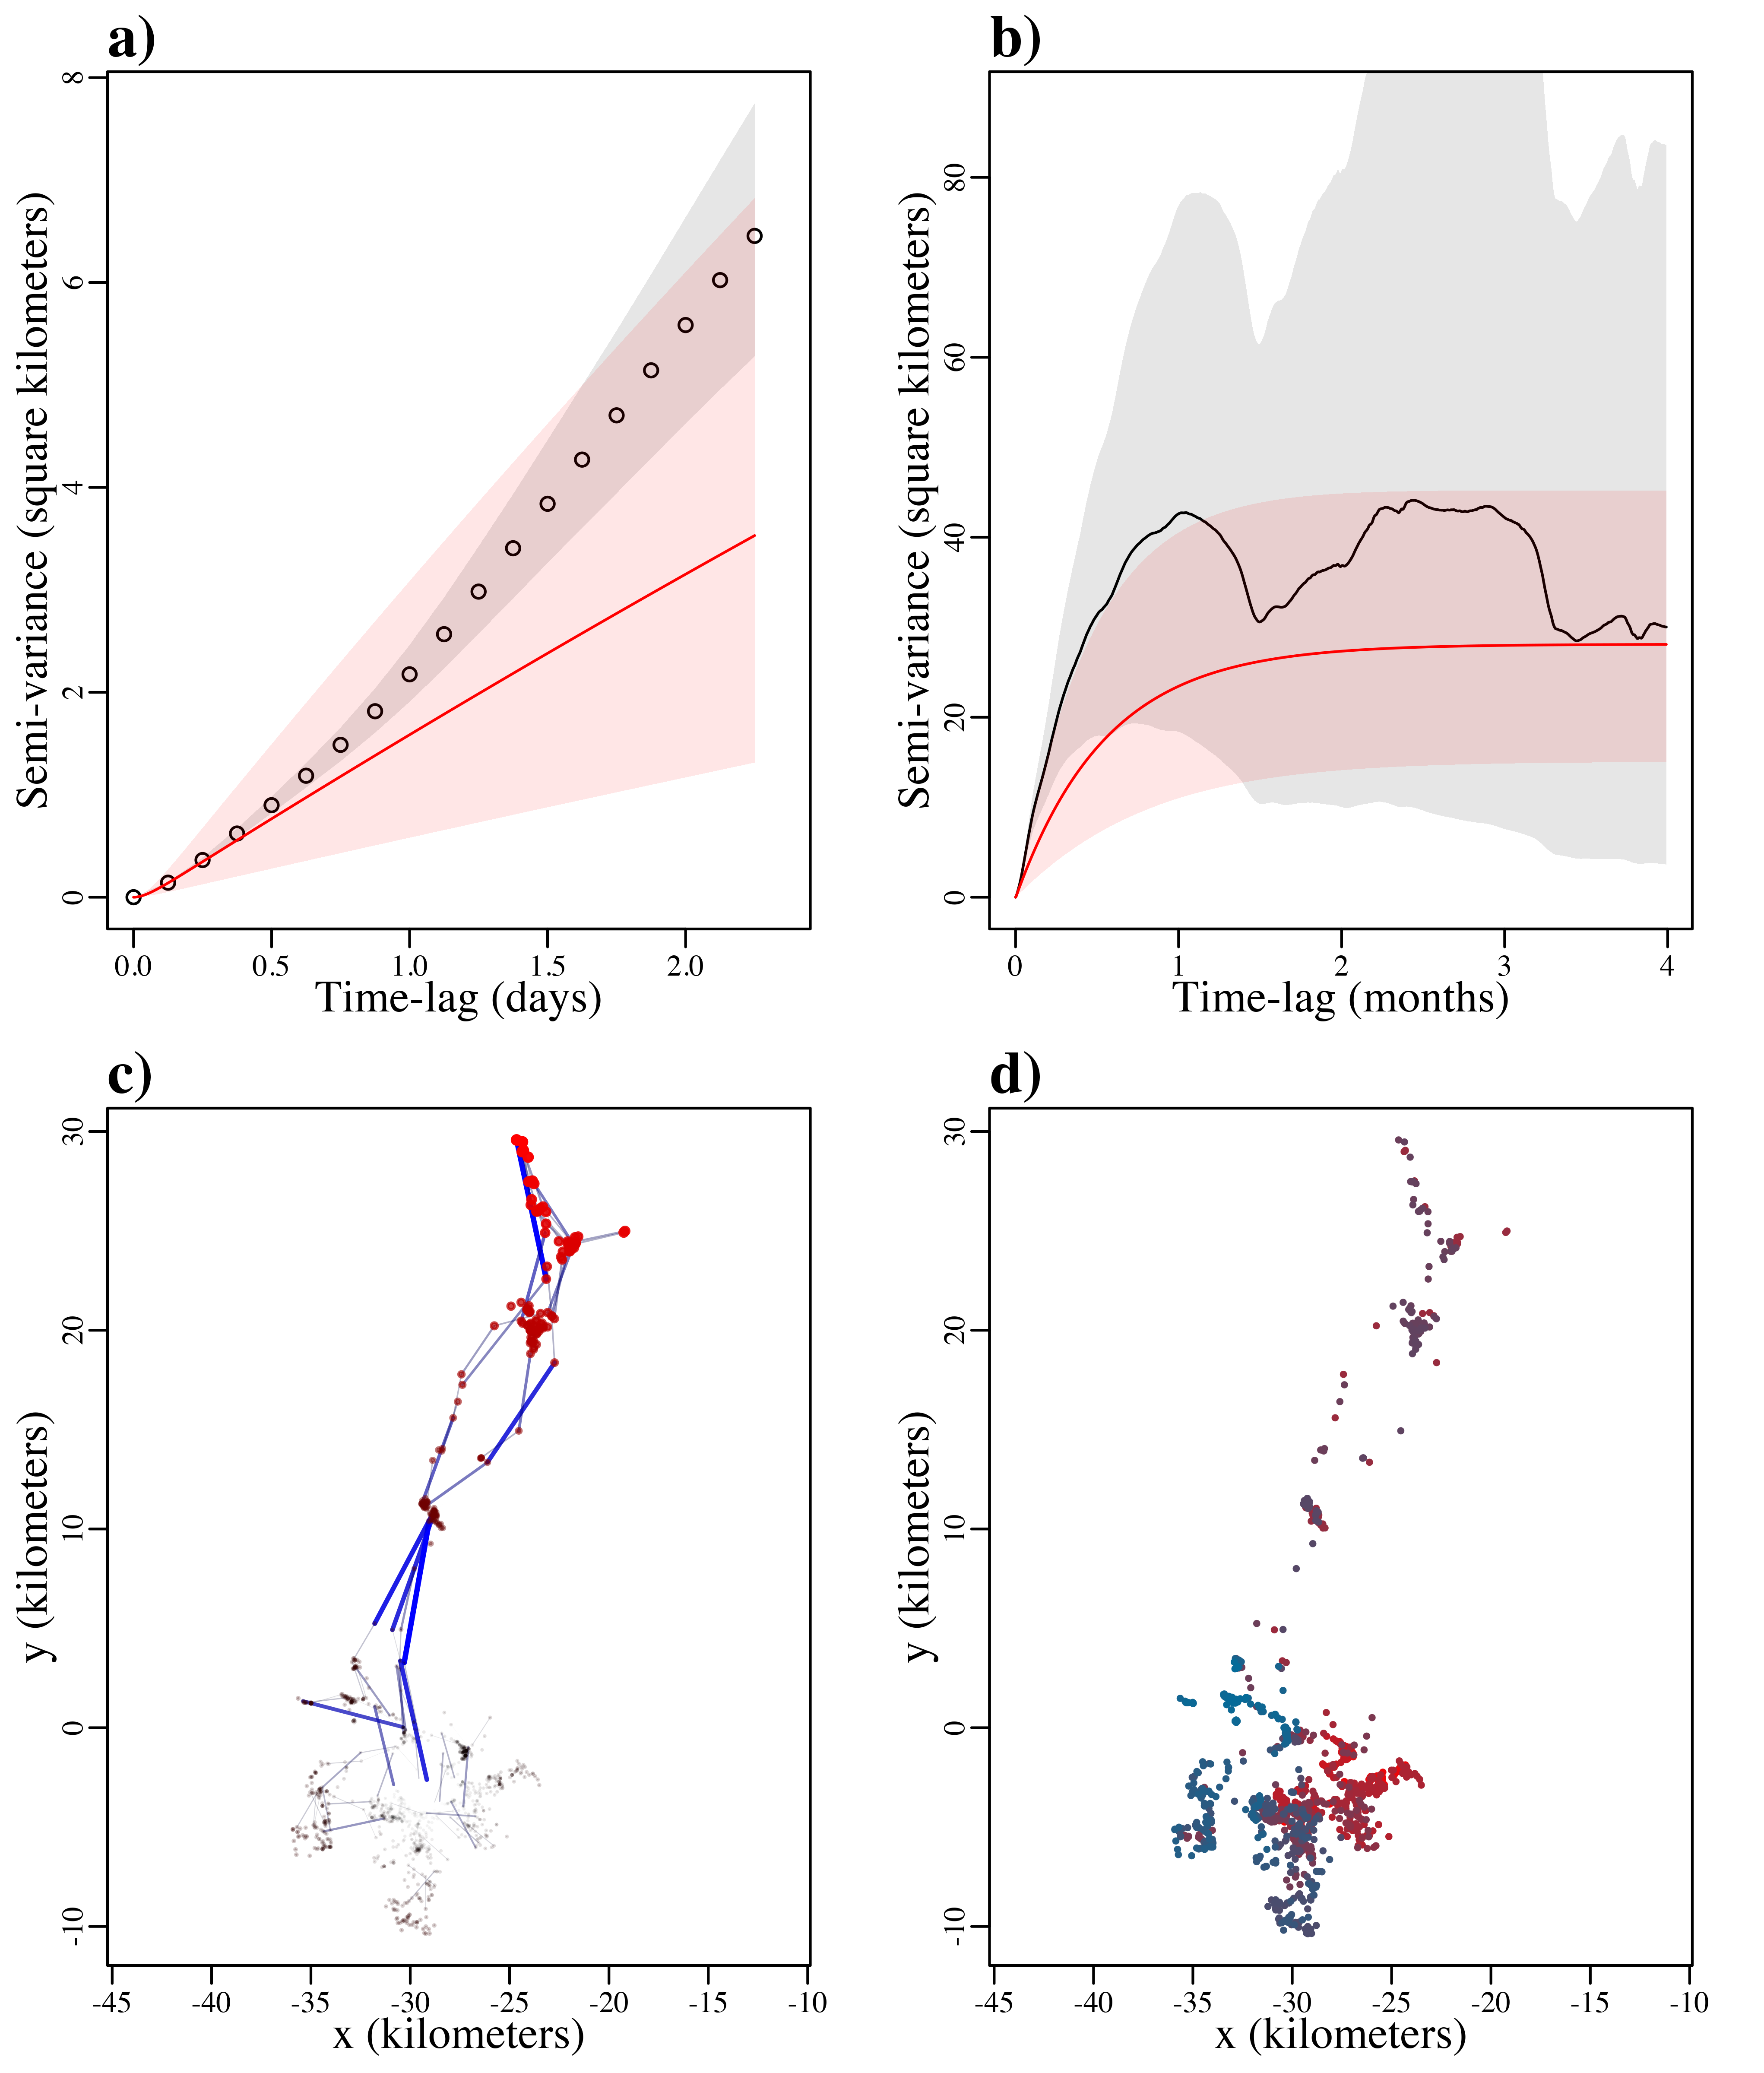 a)
Semi-variance (square kilometers)
8
6
4
2
0
0.0 0.5 1.0 1.5 2.0
Time-lag (days)
b)
Semi-variance (square kilometers)
80
60
40
20
0
0 1 2 3 4
Time-lag (months)
c)
y (kilometers)
30
20
10
0
-10
-45 -40 -35 -30 -25 -20 -15 -10
x (kilometers)
d)
y (kilometers)
30
20
10
0
-10
-45 -40 -35 -30 -25 -20 -15 -10
x (kilometers)